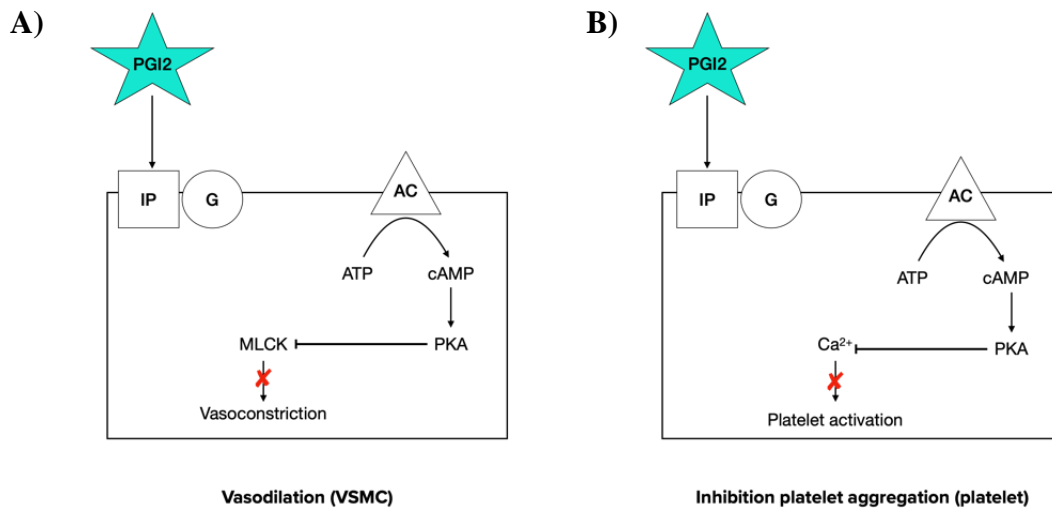 A)
PGI2
IP
G
AC
ATP
cAMP
MLCK
PKA
Vasoconstriction
Vasodilation (VSMC)
B)
PGI2
IP
G
AC
ATP
cAMP
Ca²⁺
PKA
Platelet activation
Inhibition platelet aggregation (platelet)